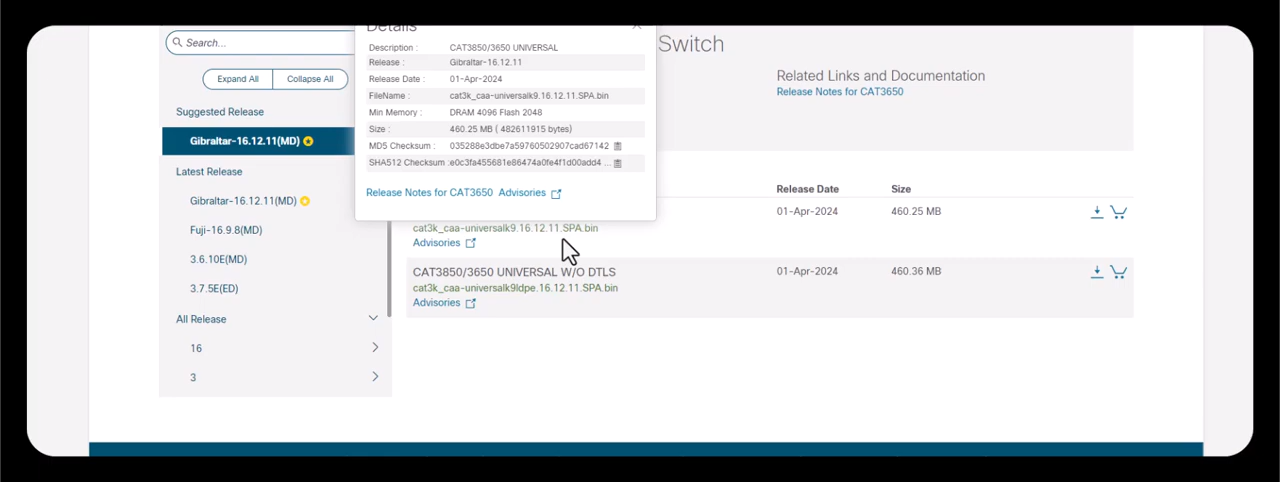 Search...
Expand All
Collapse All
Suggested Release
Gibraltar-16.12.11(MD)
Latest Release
Gibraltar-16.12.11(MD)
Fuji-16.9.8(MD)
3.6.10E(MD)
3.7.5E(ED)
All Release
16
3
Details
Description : CAT3850/3650 UNIVERSAL
Release : Gibraltar-16.12.11
Release Date : 01-Apr-2024
FileName : cat3k_caa-universalk9.16.12.11.SPA.bin
Min Memory : DRAM 4096 Flash 2048
Size : 460.25 MB ( 482611915 bytes)
MD5 Checksum : 035288e3dbe7a59760502907cad67142
SHA512 Checksum :e0c3fa455681e86474a0fe4f1d00add4 ...
Release Notes for CAT3650 Advisories
Switch
Related Links and Documentation
Release Notes for CAT3650
Release Date Size
01-Apr-2024 460.25 MB
cat3k_caa-universalk9.16.12.11.SPA.bin
Advisories
CAT3850/3650 UNIVERSAL W/O DTLS 01-Apr-2024 460.36 MB
cat3k_caa-universalk9ldpe.16.12.11.SPA.bin
Advisories